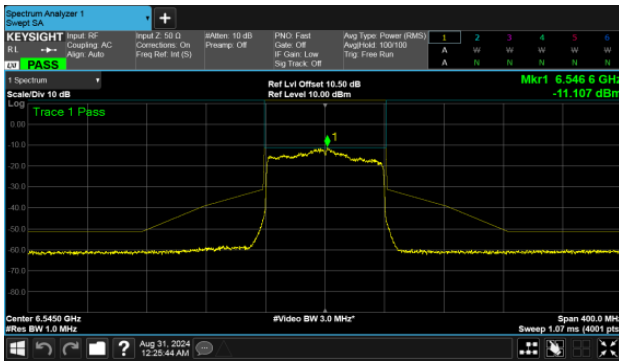 Spectrum Analyzer 1
Swept SA
KEYSIGHT
RL
LXI PASS
Input: RF
Coupling: AC
Align: Auto
Input Z: 50 Ω
Corrections: On
Freq Ref: Int (S)
#Atten: 10 dB
Preamp: Off
PNO: Fast
Gate: Off
IF Gain: Low
Sig Track: Off
Avg Type: Power (RMS)
Avg|Hold: 100/100
Trig: Free Run
1 2 3 4 5 6
A W W W W W
A N N N N N
1 Spectrum
Scale/Div 10 dB
Ref Lvl Offset 10.50 dB
Ref Level 10.00 dBm
Mkr1 6.546 6 GHz
-11.107 dBm
Log
Trace 1 Pass
1
0.00
-10.0
-20.0
-30.0
-40.0
-50.0
-60.0
-70.0
-80.0
Center 6.5450 GHz
#Res BW 1.0 MHz
#Video BW 3.0 MHz*
Span 400.0 MHz
Sweep 1.07 ms (4001 pts)
?
Aug 31, 2024
12:25:44 AM